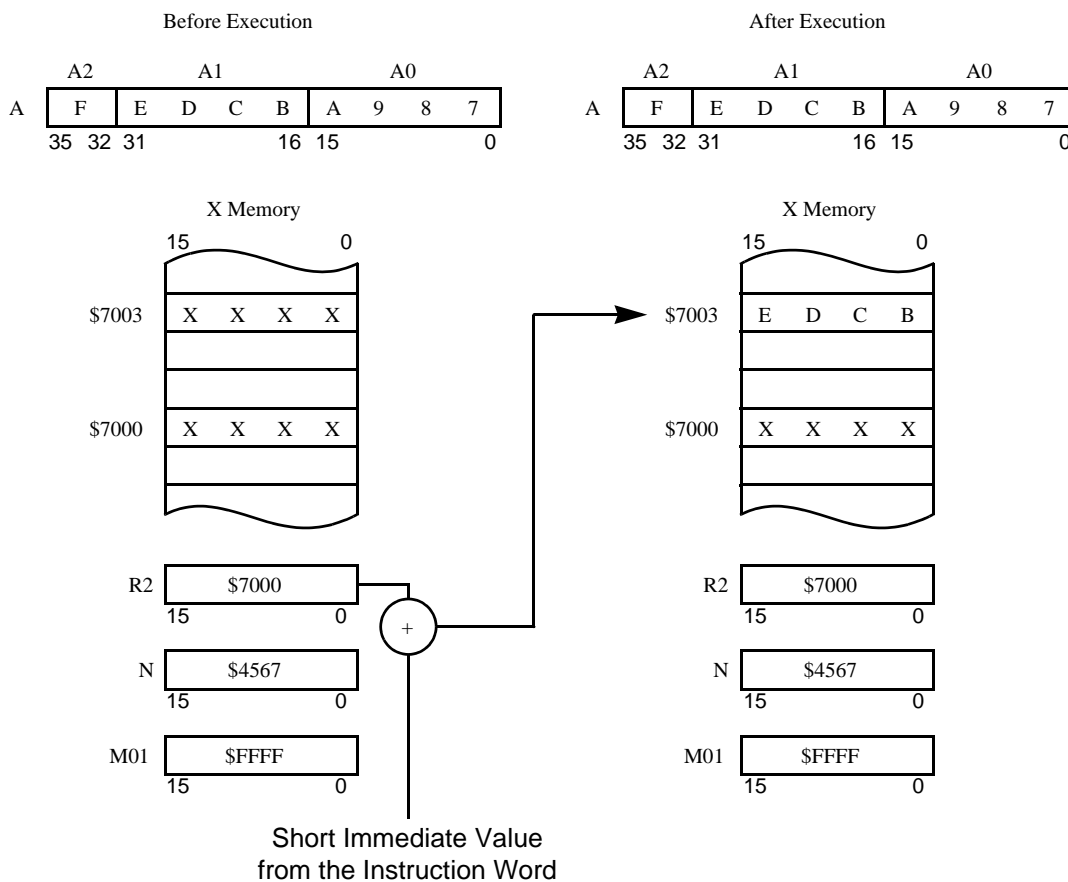 Before Execution After Execution
A2 A1 A0 A2 A1 A0
A F E D C B A 9 8 7 A F E D C B A 9 8 7
35 32 31 16 15 0 35 32 31 16 15 0
X Memory X Memory
15 0 15 0
$7003 X X X X $7003 E D C B
$7000 X X X X $7000 X X X X
R2 $7000 R2 $7000
15 0 15 0
+
N $4567 N $4567
15 0 15 0
M01 $FFFF M01 $FFFF
15 0 15 0
Short Immediate Value
from the Instruction Word